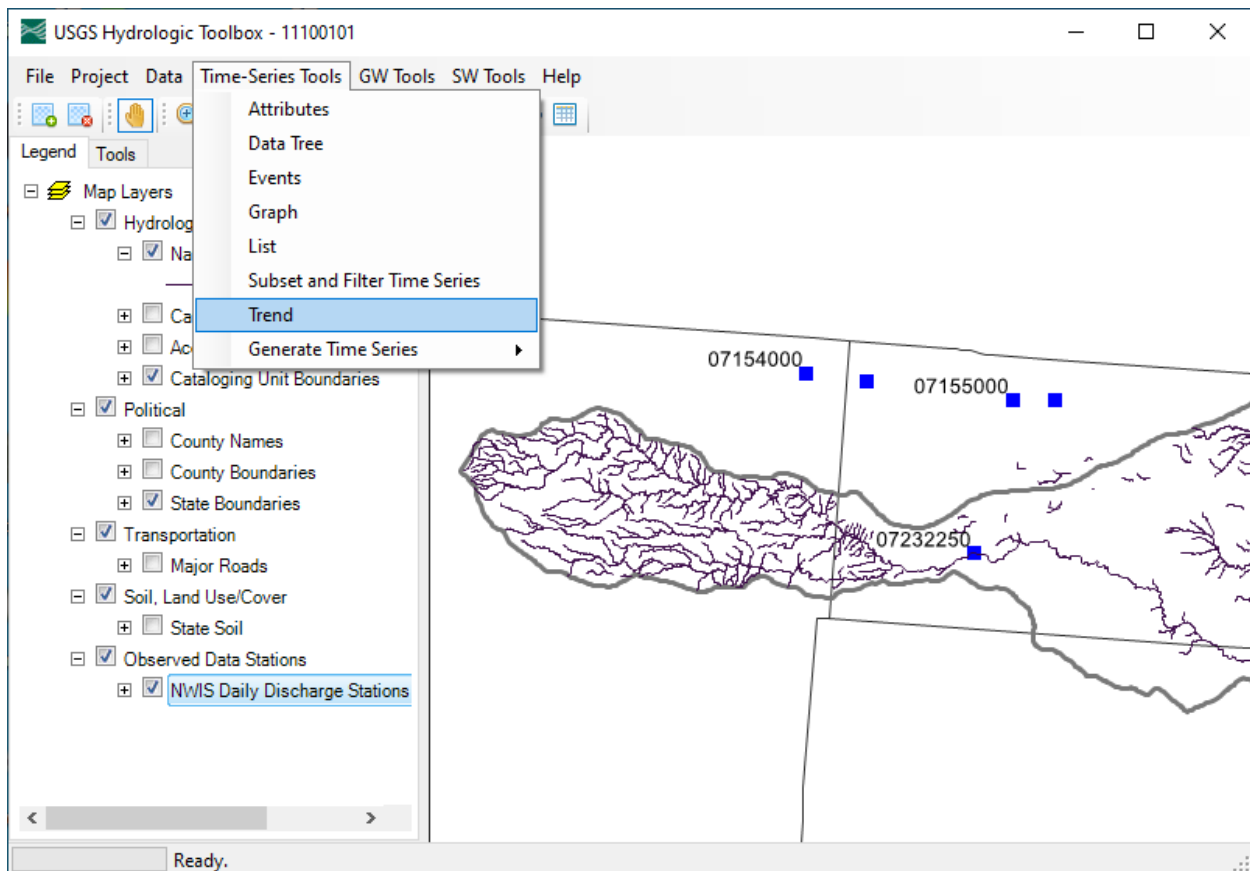 USGS Hydrologic Toolbox - 11100101
File Project Data Time-Series Tools GW Tools SW Tools Help
Attributes
Data Tree
Events
Graph
List
Subset and Filter Time Series
Trend
Generate Time Series
Legend Tools
Map Layers
Hydrolog
Na
Ca
Ac
Cataloging Unit Boundaries
Political
County Names
County Boundaries
State Boundaries
Transportation
Major Roads
Soil, Land Use/Cover
State Soil
Observed Data Stations
NWIS Daily Discharge Stations
07154000
07155000
07232250
Ready.